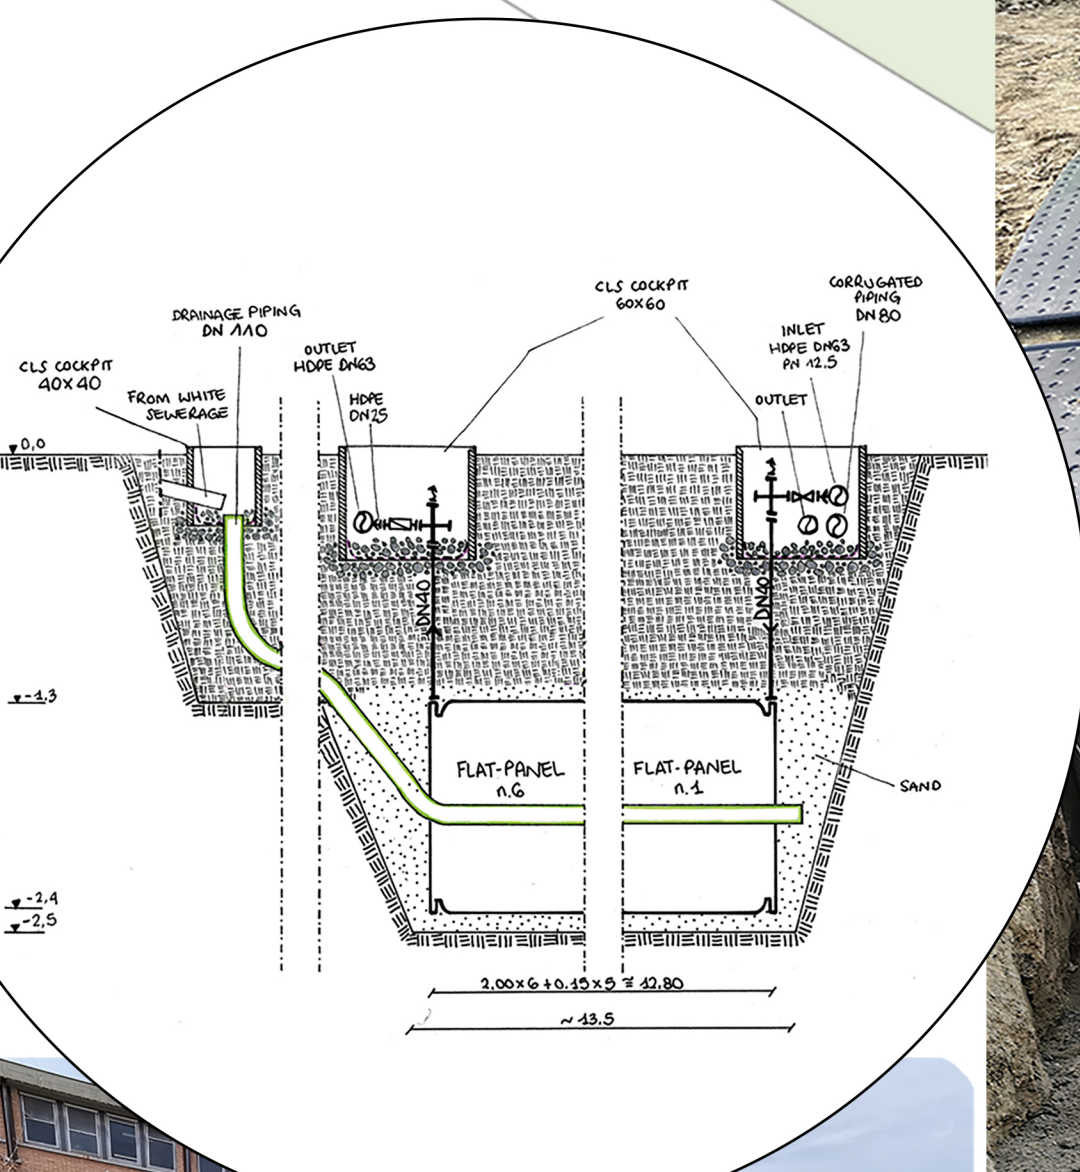 CLS COCKPIT
60X60
CORRUGATED
PIPING
DN80
DRAINAGE PIPING
DN 110
INLET
HDPE DN63
PN 12.5
OUTLET
HDPE DN63
CLS COCKPIT
40X40
FROM WHITE
SEWERAGE
HDPE
DN25
OUTLET
0,0
DN40
DN40
-1,3
FLAT-PANEL
n.6
FLAT-PANEL
n.1
SAND
-2,4
-2,5
2,00x6+0.15x5 ≅ 12,80
~13.5